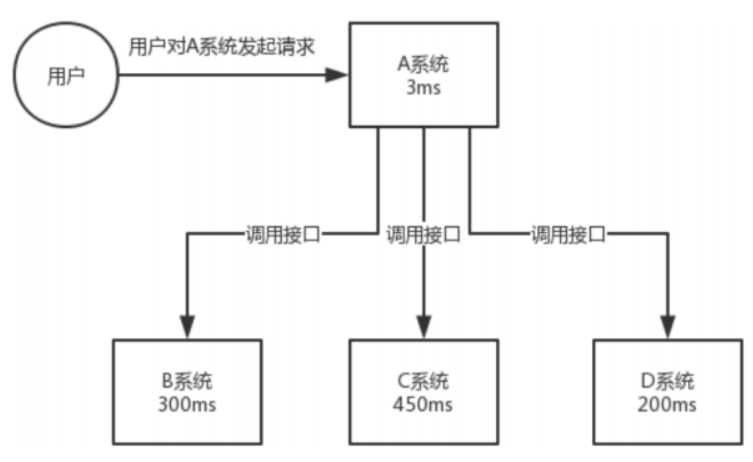 用户对A系统发起请求
用户
A系统
3ms
调用接口
调用接口
调用接口
B系统
300ms
C系统
450ms
D系统
200ms